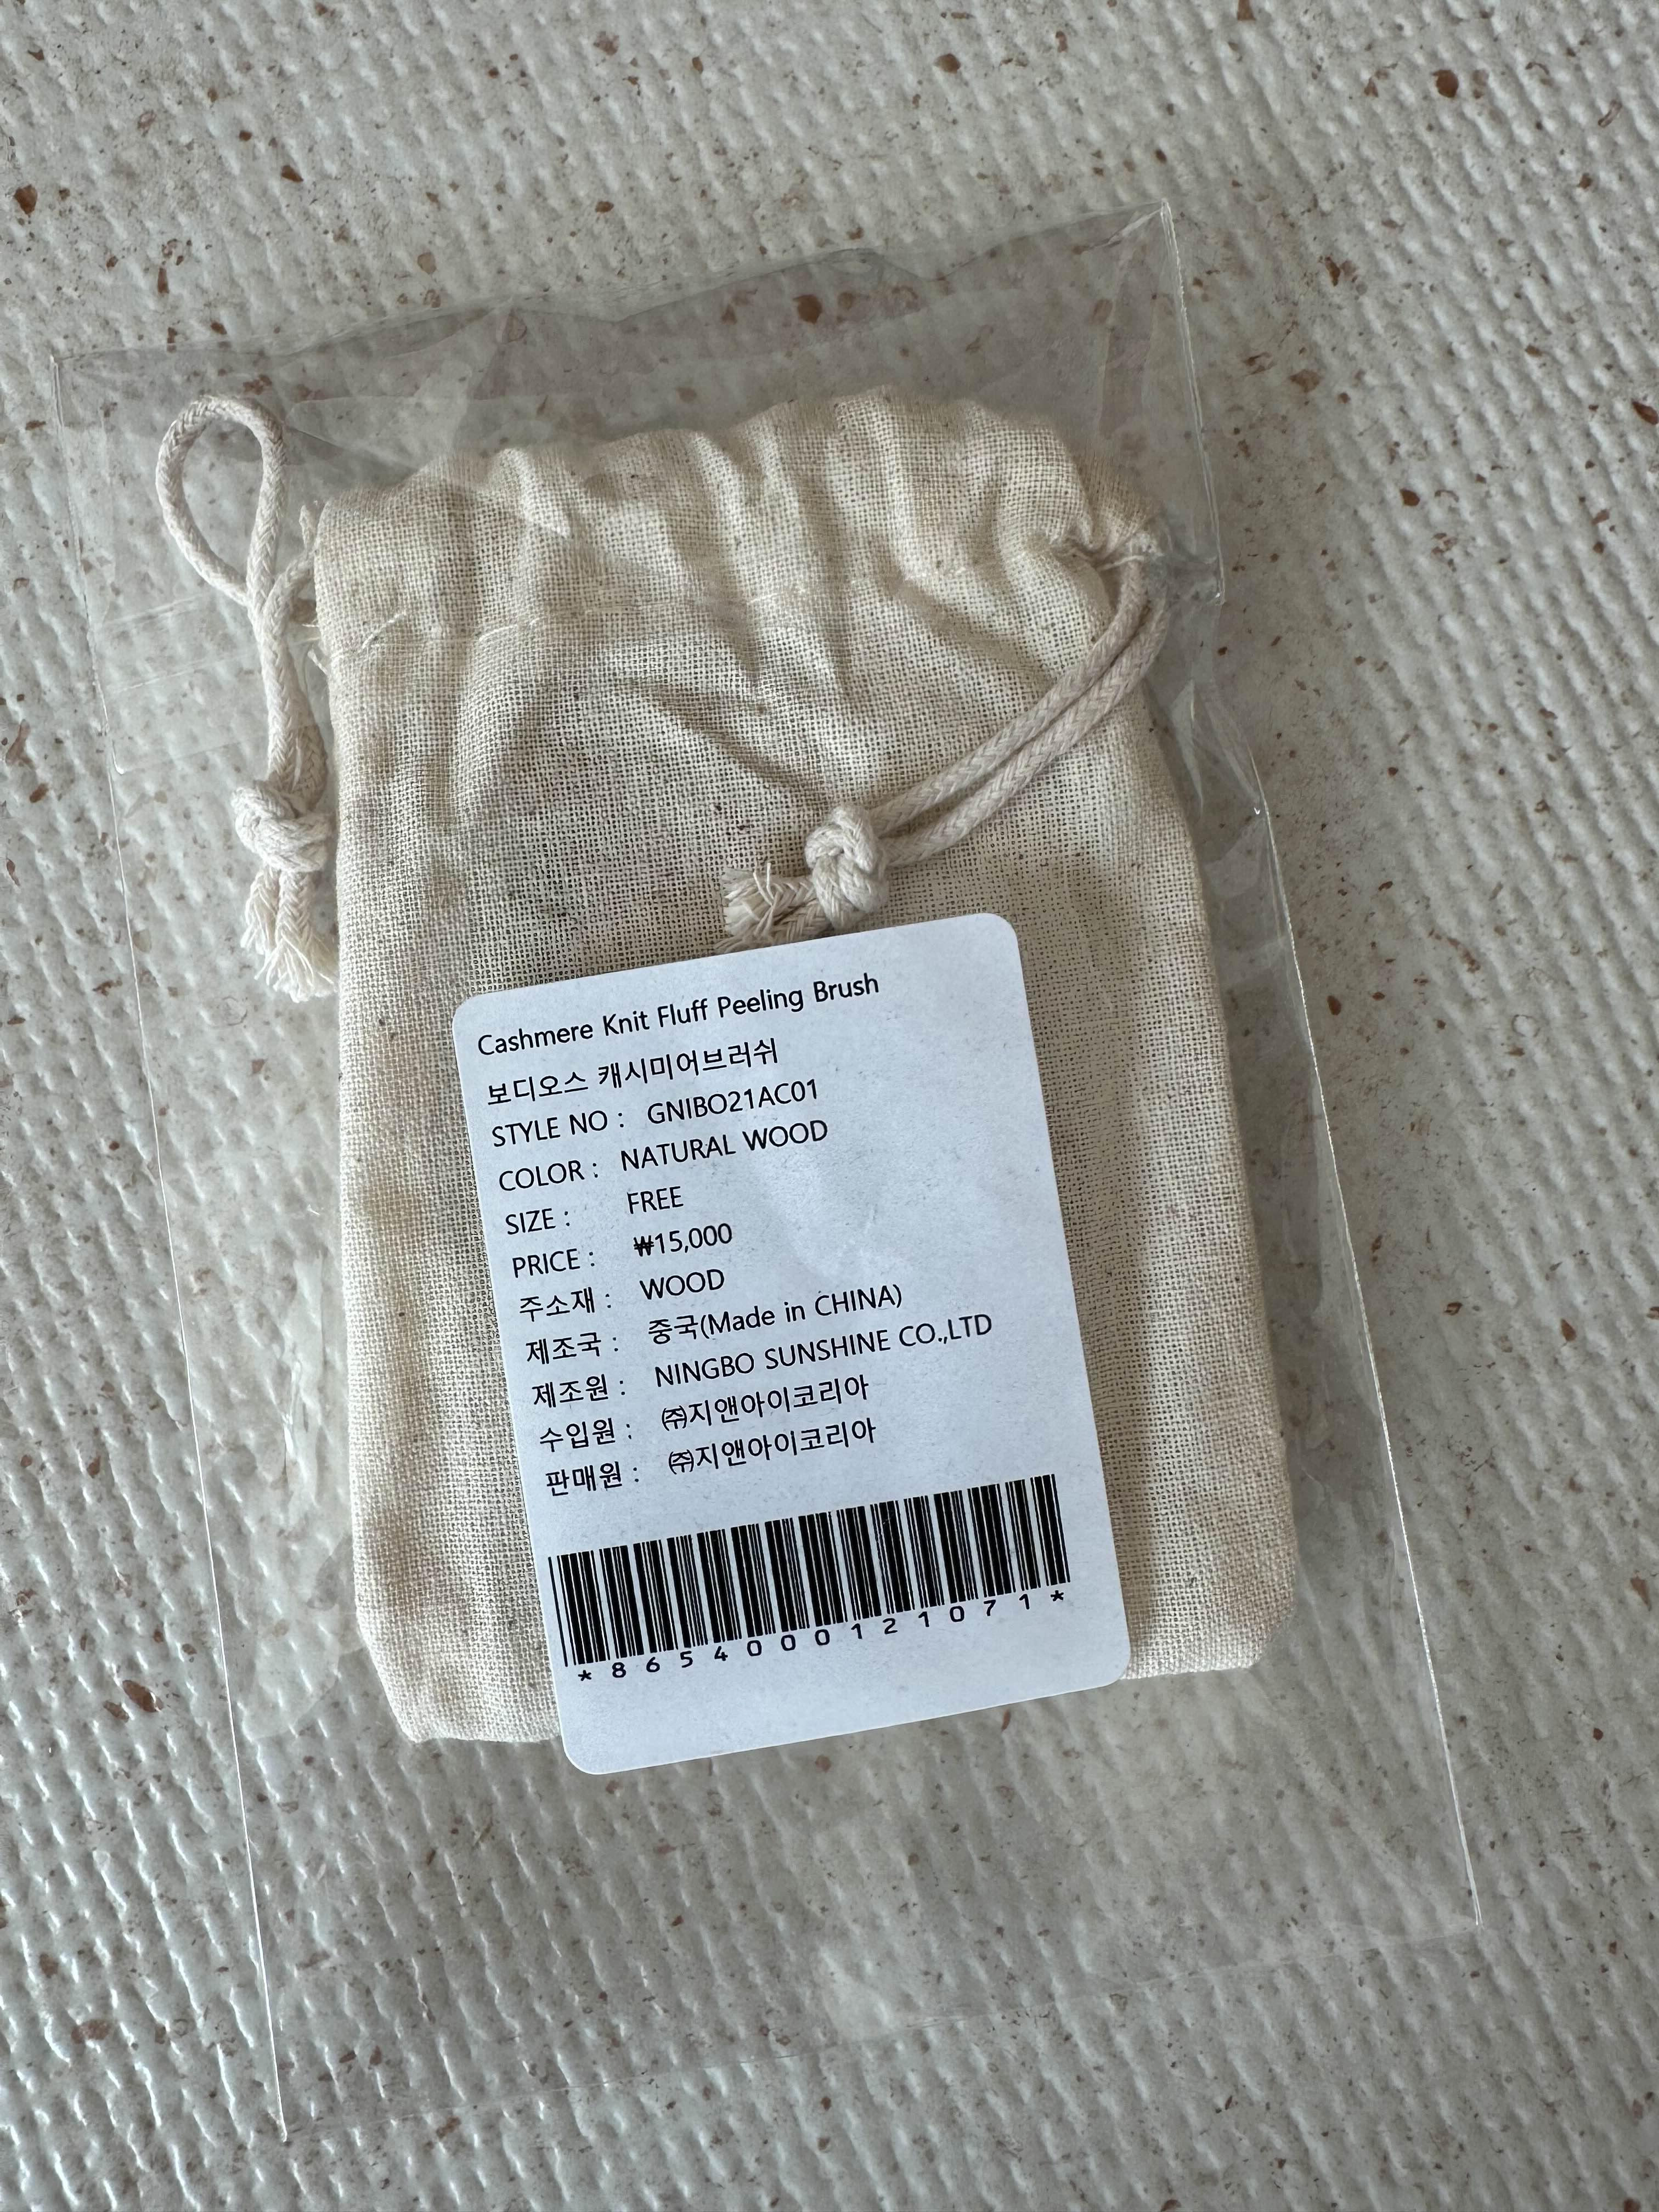 Cashmere Knit Fluff Peeling Brush
보디오스 캐시미어브러쉬
STYLE NO : GNIBO21AC01
COLOR : NATURAL WOOD
SIZE : FREE
PRICE : ₩15,000
주소재 : WOOD
제조국 : 중국(Made in CHINA)
제조원 : NINGBO SUNSHINE CO.,LTD
수입원 : ㈜지앤아이코리아
판매원 : ㈜지앤아이코리아
*8654000121071*